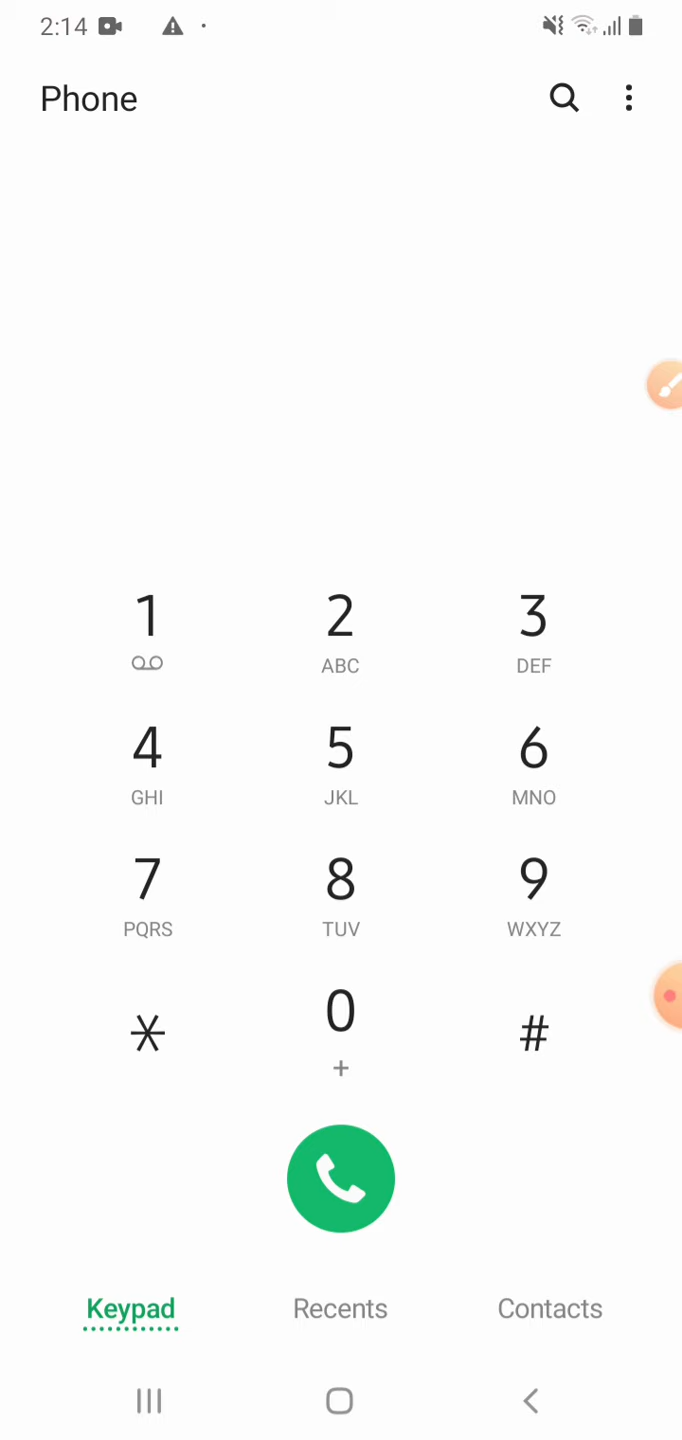 2:14
Phone
1 2 3
ABC DEF
4 5 6
GHI JKL MNO
7 8 9
PQRS TUV WXYZ
* 0 #
+
Keypad Recents Contacts